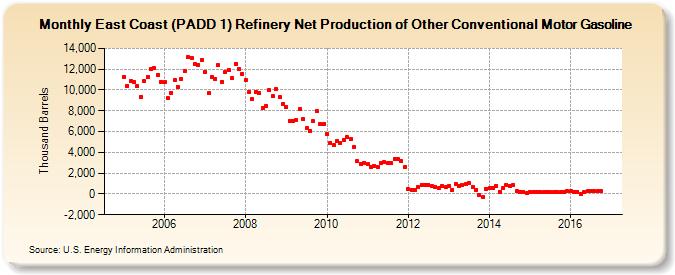 Monthly East Coast (PADD 1) Refinery Net Production of Other Conventional Motor Gasoline
Thousand Barrels
14,000
12,000
10,000
8,000
6,000
4,000
2,000
0
-2,000
2006 2008 2010 2012 2014 2016
Source: U.S. Energy Information Administration